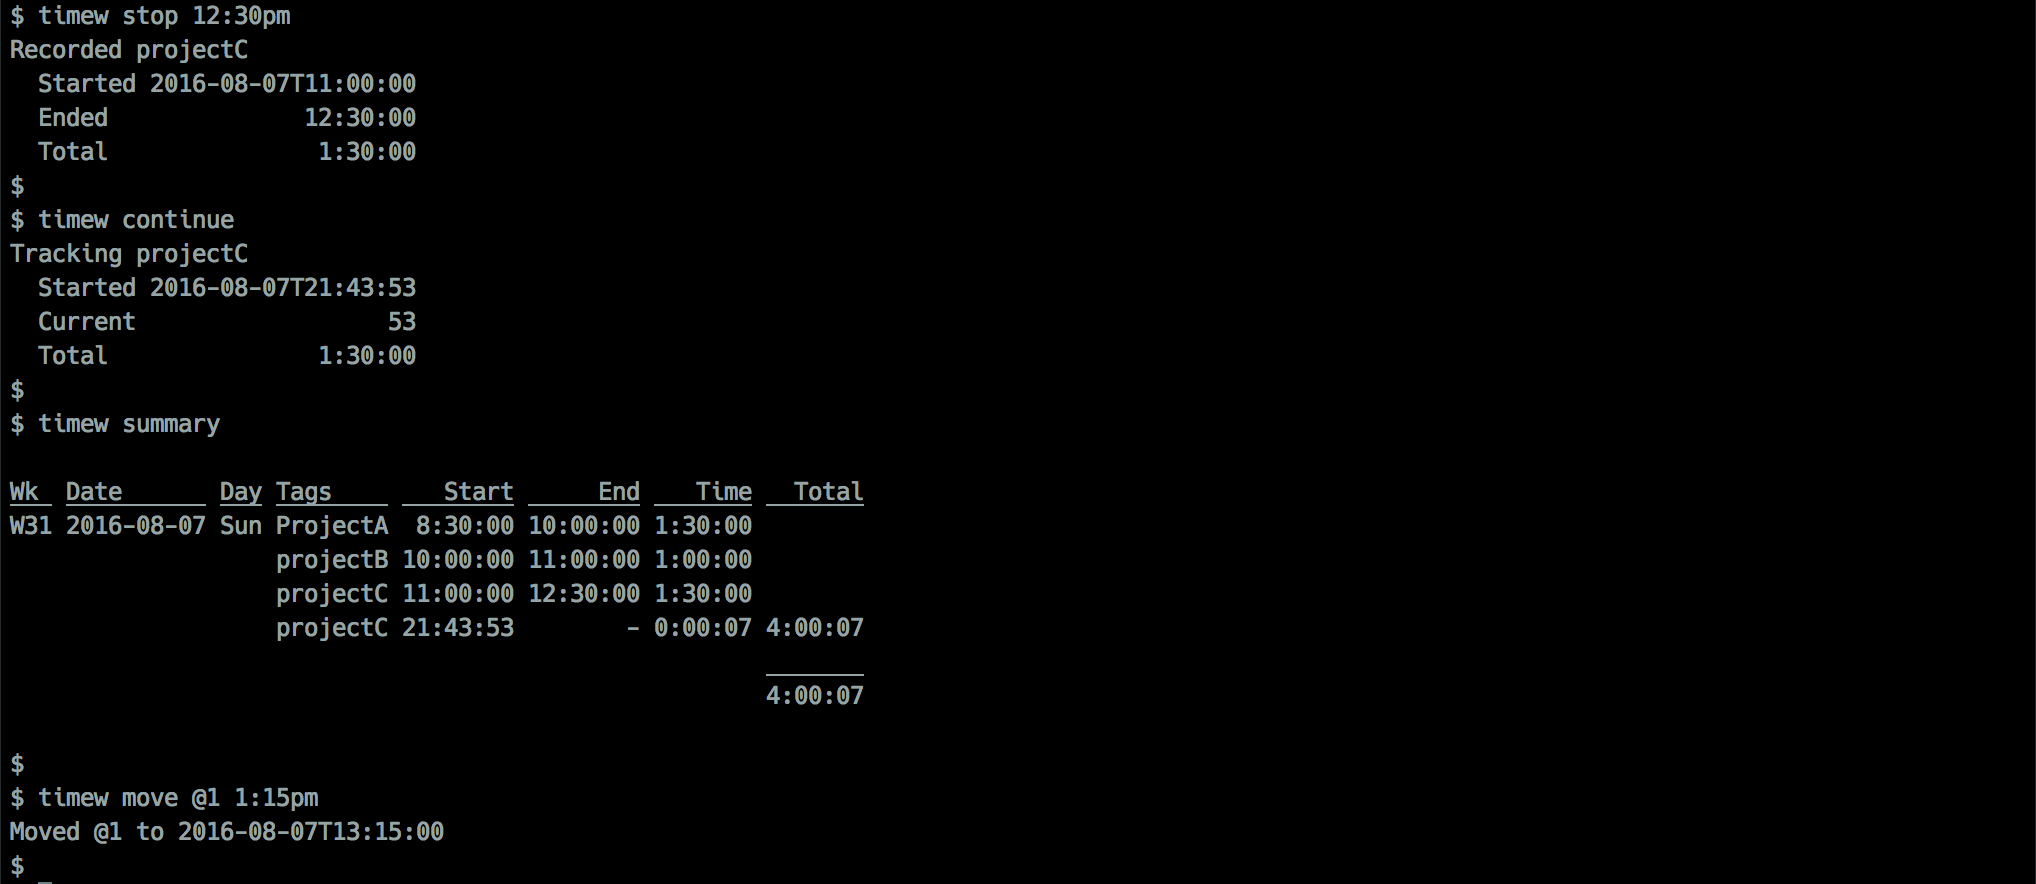 $ timew stop 12:30pm
Recorded projectC
  Started 2016-08-07T11:00:00
  Ended              12:30:00
  Total               1:30:00
$
$ timew continue
Tracking projectC
  Started 2016-08-07T21:43:53
  Current                  53
  Total               1:30:00
$
$ timew summary

Wk  Date       Day Tags        Start      End    Time   Total
W31 2016-08-07 Sun ProjectA  8:30:00 10:00:00 1:30:00
                   projectB 10:00:00 11:00:00 1:00:00
                   projectC 11:00:00 12:30:00 1:30:00
                   projectC 21:43:53        - 0:00:07 4:00:07

                                                      4:00:07

$
$ timew move @1 1:15pm
Moved @1 to 2016-08-07T13:15:00
$